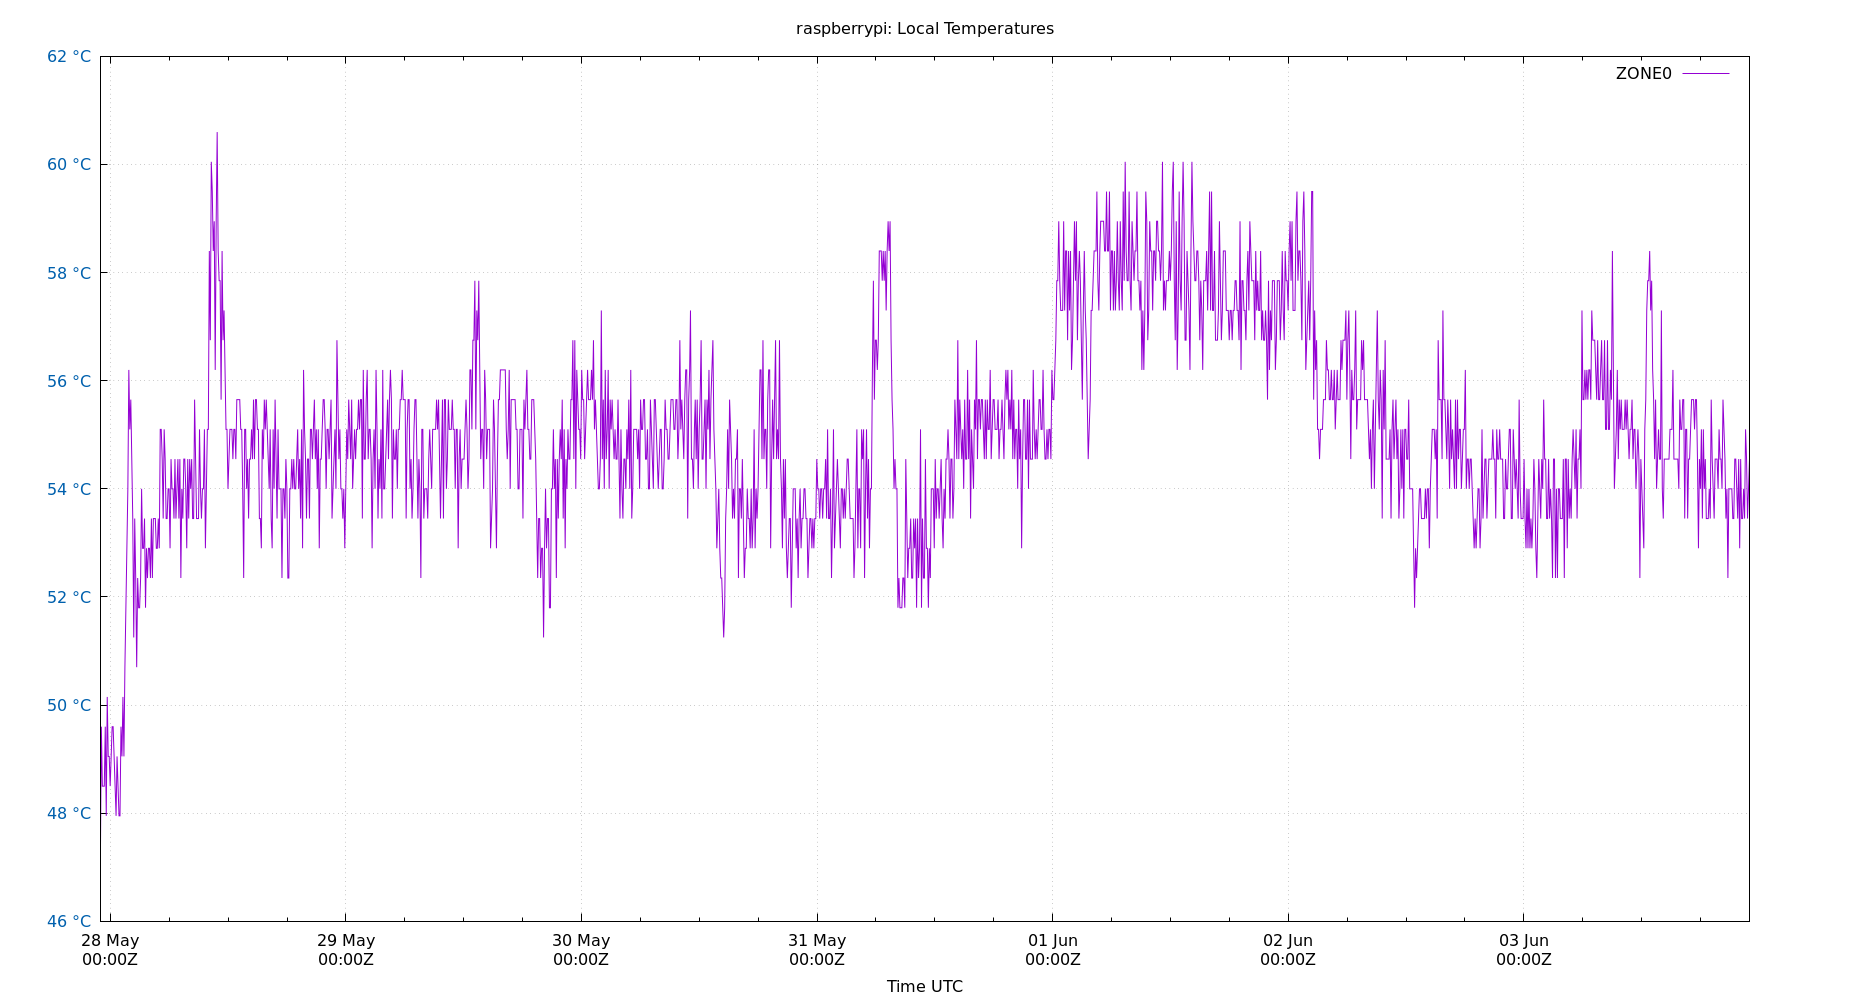 raspberrypi: Local Temperatures
62 °C
ZONE0
60 °C
58 °C
56 °C
54 °C
52 °C
50 °C
48 °C
46 °C
28 May 29 May 30 May 31 May 01 Jun 02 Jun 03 Jun
00:00Z 00:00Z 00:00Z 00:00Z 00:00Z 00:00Z 00:00Z
Time UTC